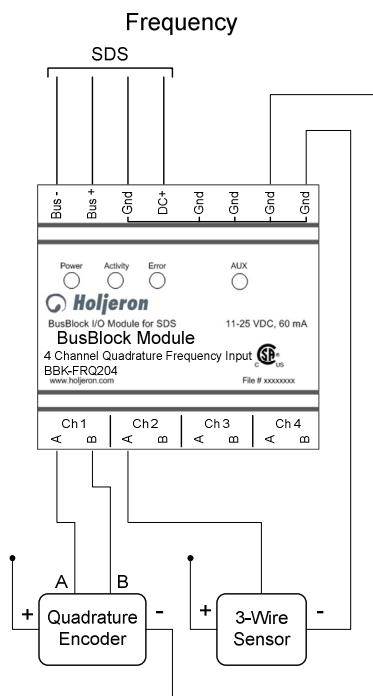 Frequency
SDS
Bus - Bus + Gnd DC+ Gnd Gnd Gnd Gnd
Power Activity Error AUX
Holjeron
BusBlock I/O Module for SDS 11-25 VDC, 60 mA
BusBlock Module
4 Channel Quadrature Frequency Input CSA ® C US
BBK-FRQ204
www.holjeron.com File # xxxxxxxx
Ch 1 Ch 2 Ch 3 Ch 4
A B A B A B A B
A B
+ Quadrature - + 3-Wire -
Encoder Sensor